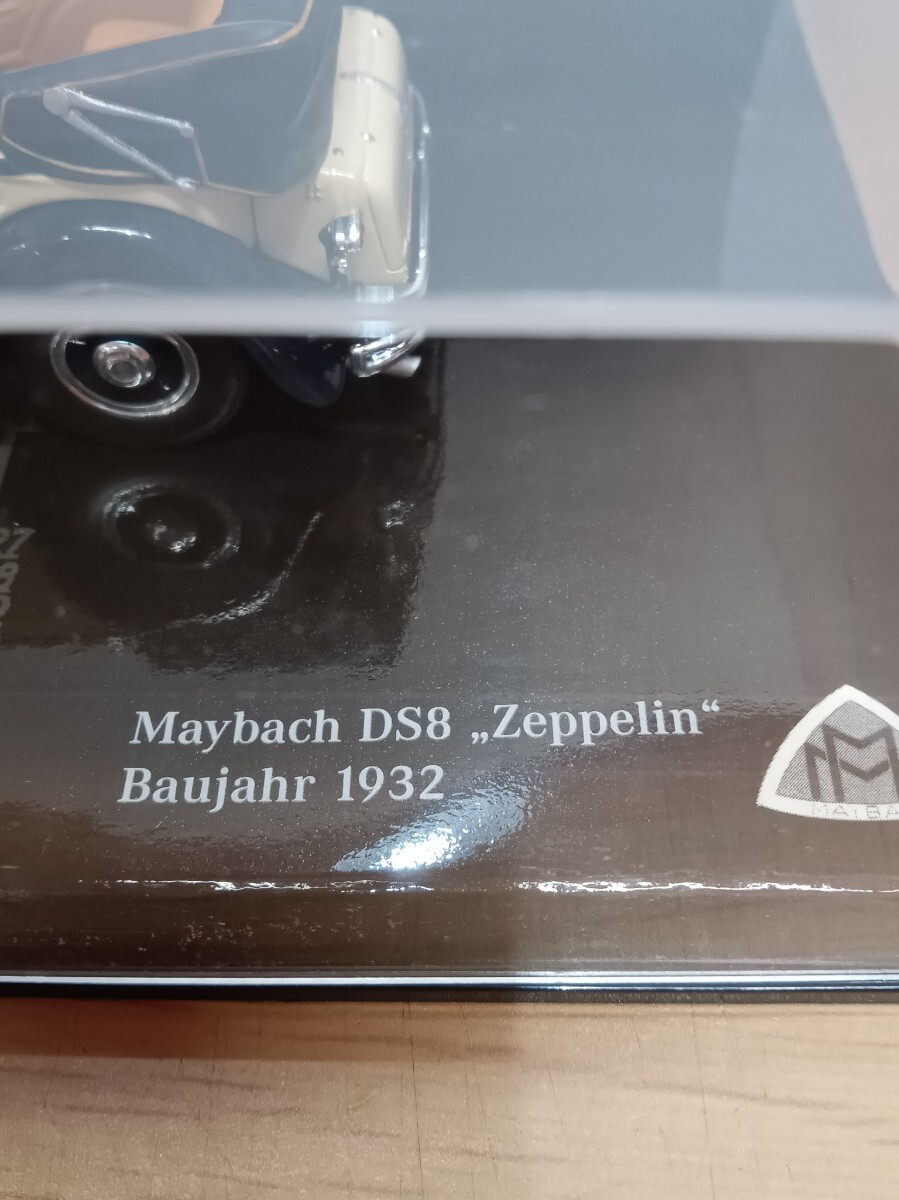 Maybach DS8 „Zeppelin“
Baujahr 1932